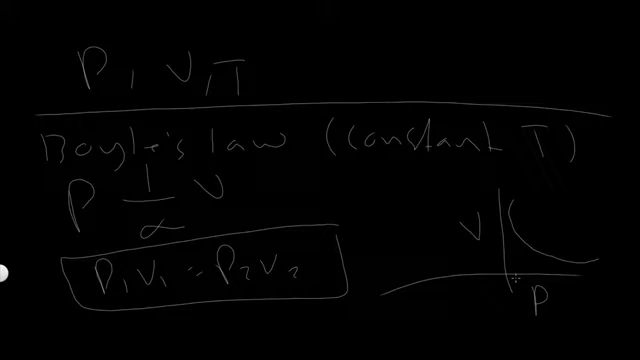 P, V, T
Boyle's law (constant T)
P 1/α V
P₁V₁ = P₂V₂
V
P